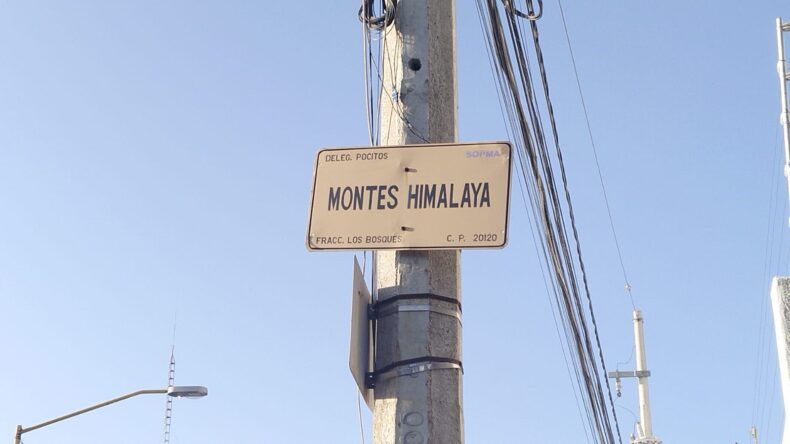 DELEG. POCITOS SOPMA
MONTES HIMALAYA
FRACC. LOS BOSQUES C. P. 20120